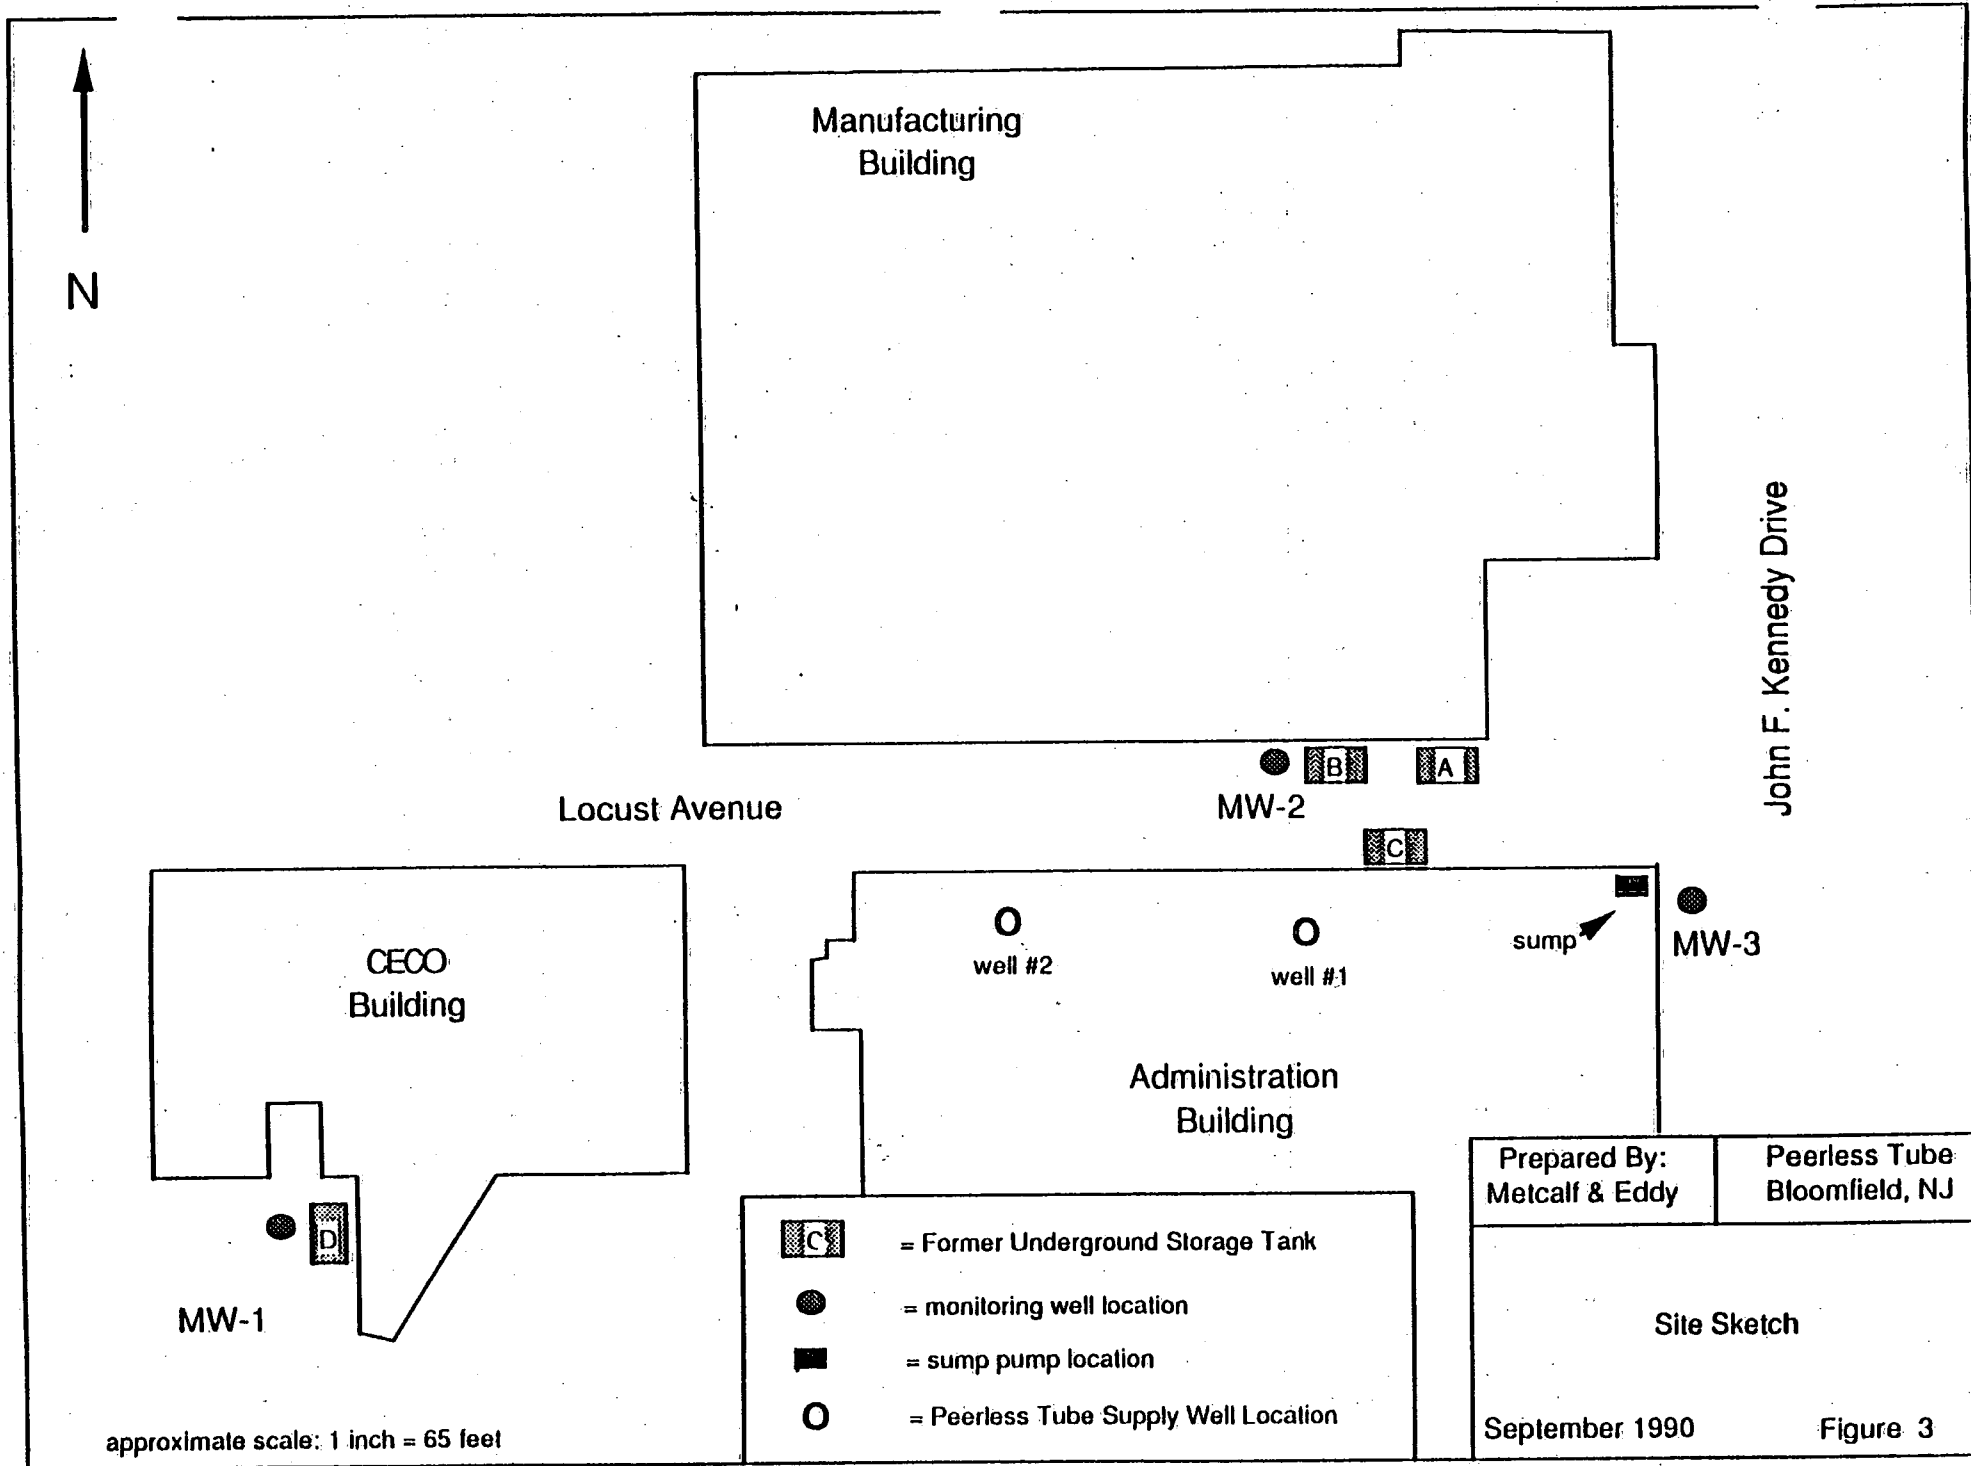 Manufacturing
Building
N
John F. Kennedy Drive
B
A
MW-2
Locust Avenue
C
CECO
Building
well #2
well #1
sump
MW-3
Administration
Building
D
MW-1
Prepared By:
Metcalf & Eddy
Peerless Tube
Bloomfield, NJ
C
= Former Underground Storage Tank
= monitoring well location
= sump pump location
= Peerless Tube Supply Well Location
Site Sketch
September 1990
Figure 3
approximate scale: 1 inch = 65 feet